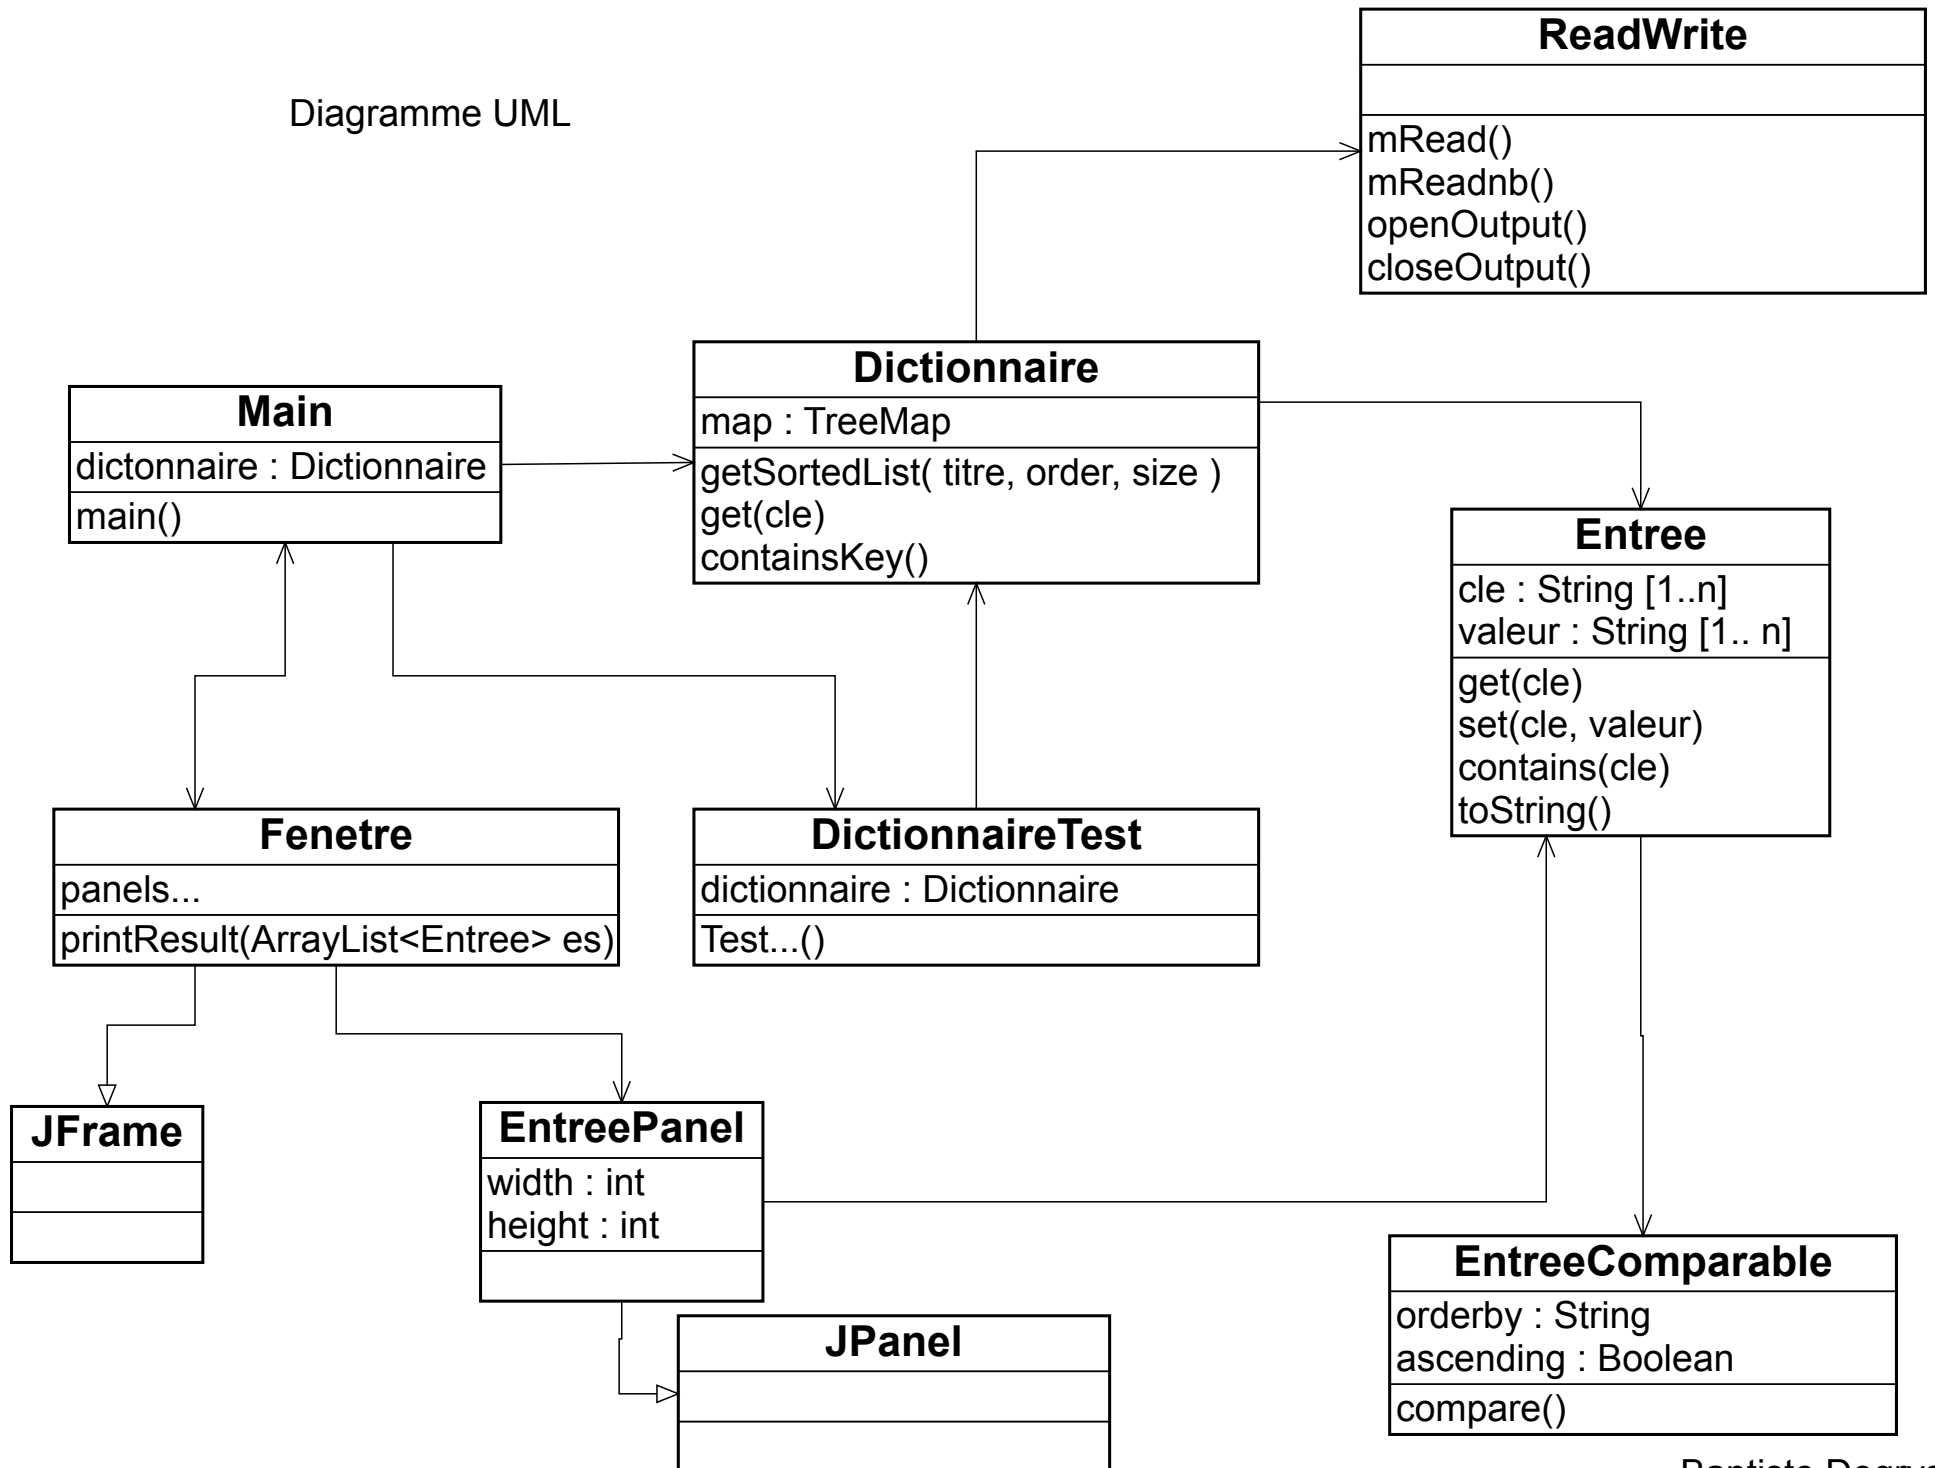 Diagramme UML
ReadWrite
mRead()
mReadnb()
openOutput()
closeOutput()
Dictionnaire
map : TreeMap
getSortedList( titre, order, size )
get(cle)
containsKey()
Main
dictonnaire : Dictionnaire
main()
Entree
cle : String [1..n]
valeur : String [1.. n]
get(cle)
set(cle, valeur)
contains(cle)
toString()
Fenetre
panels...
printResult(ArrayList<Entree> es)
DictionnaireTest
dictionnaire : Dictionnaire
Test...()
JFrame
EntreePanel
width : int
height : int
EntreeComparable
orderby : String
ascending : Boolean
compare()
JPanel